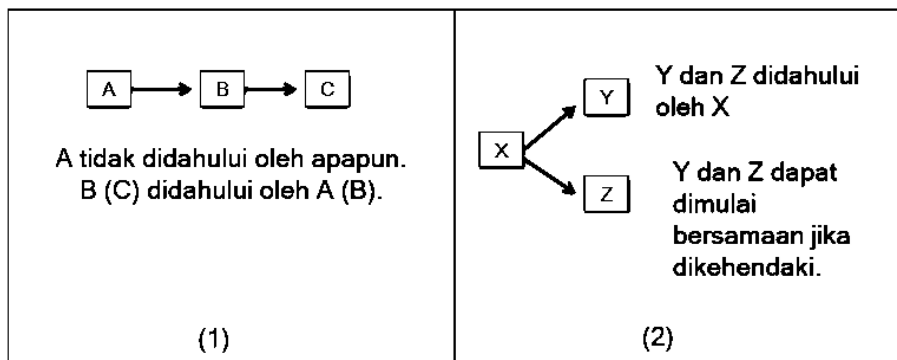 A B C
A tidak didahului oleh apapun.
B (C) didahului oleh A (B).
(1)
X
Y
Z
Y dan Z didahului
oleh X
Y dan Z dapat
dimulai
bersamaan jika
dikehendaki.
(2)